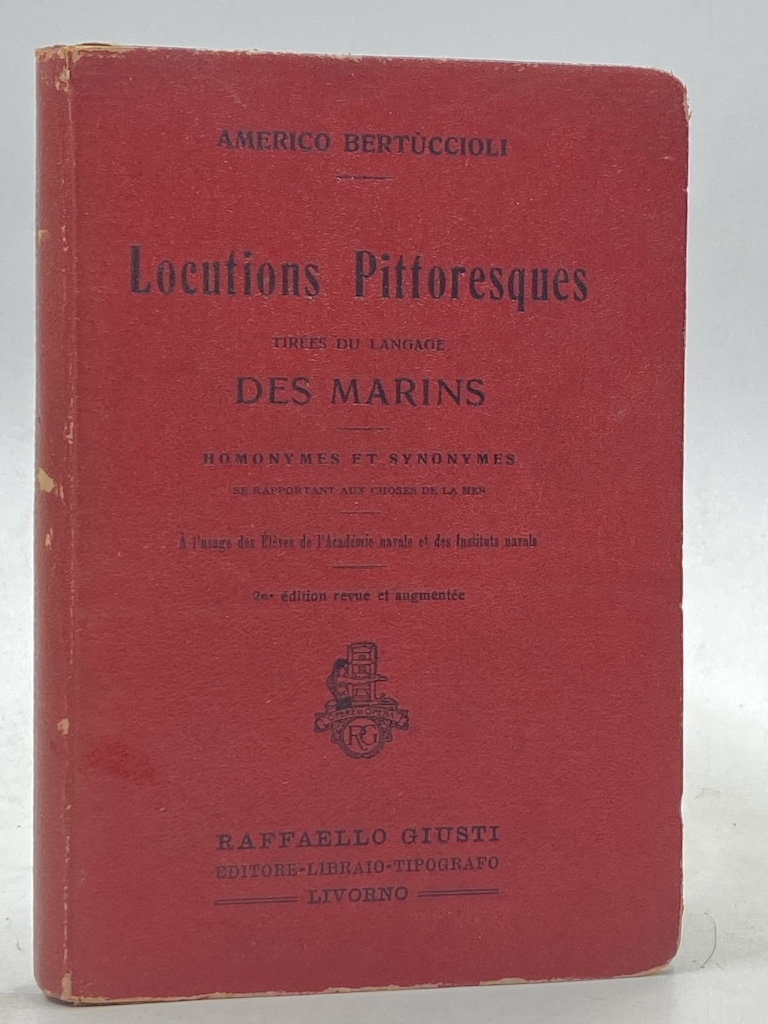 AMERICO BERTÙCCIOLI
Locutions Pittoresques
TIRÉES DU LANGAGE
DES MARINS
HOMONYMES ET SYNONYMES
SE RAPPORTANT AUX CHOSES DE LA MER
À l'usage des Élèves de l'Académie navale et des Instituts navals
2me édition revue et augmentée
RG
RAFFAELLO GIUSTI
EDITORE-LIBRAIO-TIPOGRAFO
LIVORNO